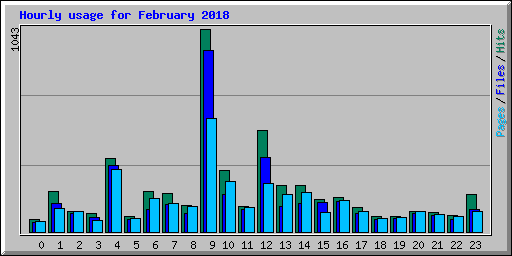 Hourly usage for February 2018
1043
Pages/Files/Hits
0 1 2 3 4 5 6 7 8 9 10 11 12 13 14 15 16 17 18 19 20 21 22 23